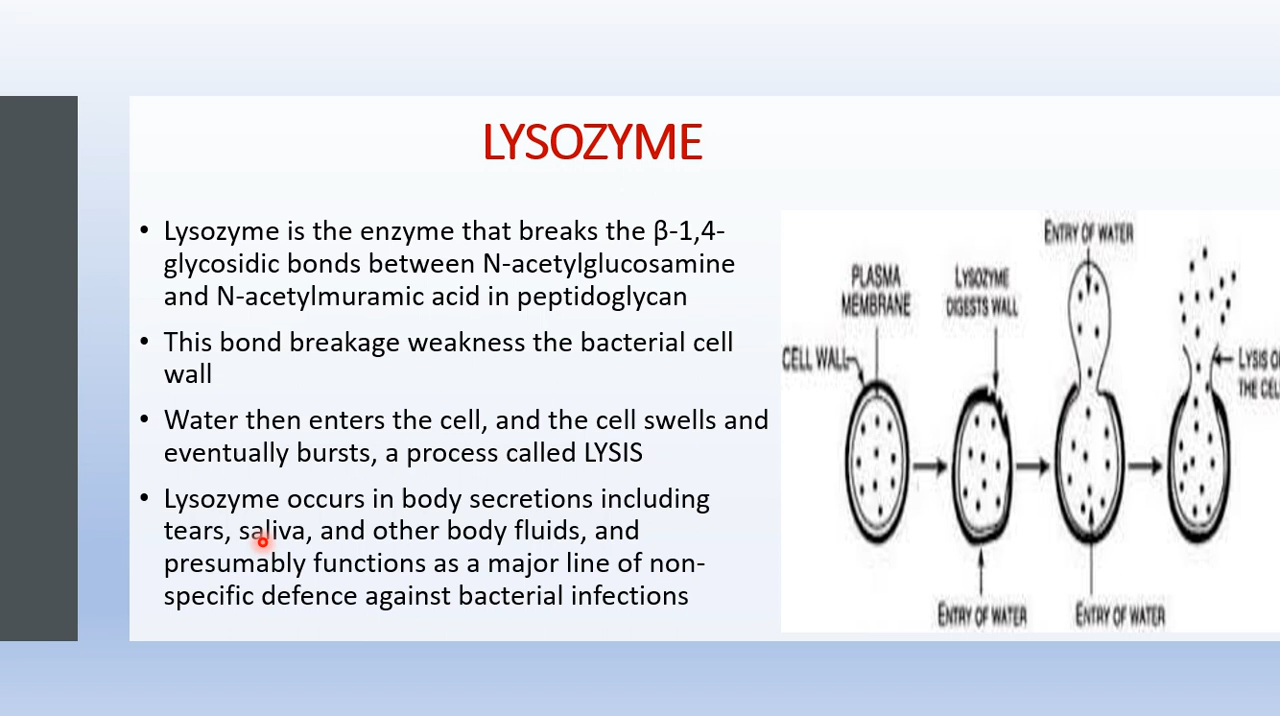 LYSOZYME
• Lysozyme is the enzyme that breaks the β-1,4-
glycosidic bonds between N-acetylglucosamine
and N-acetylmuramic acid in peptidoglycan
• This bond breakage weakness the bacterial cell
wall
• Water then enters the cell, and the cell swells and
eventually bursts, a process called LYSIS
• Lysozyme occurs in body secretions including
tears, saliva, and other body fluids, and
presumably functions as a major line of non-
specific defence against bacterial infections
ENTRY OF WATER
PLASMA
MEMBRANE
LYSOZYME
DIGESTS WALL
CELL WALL
LYSIS O
THE CEL
ENTRY OF WATER
ENTRY OF WATER